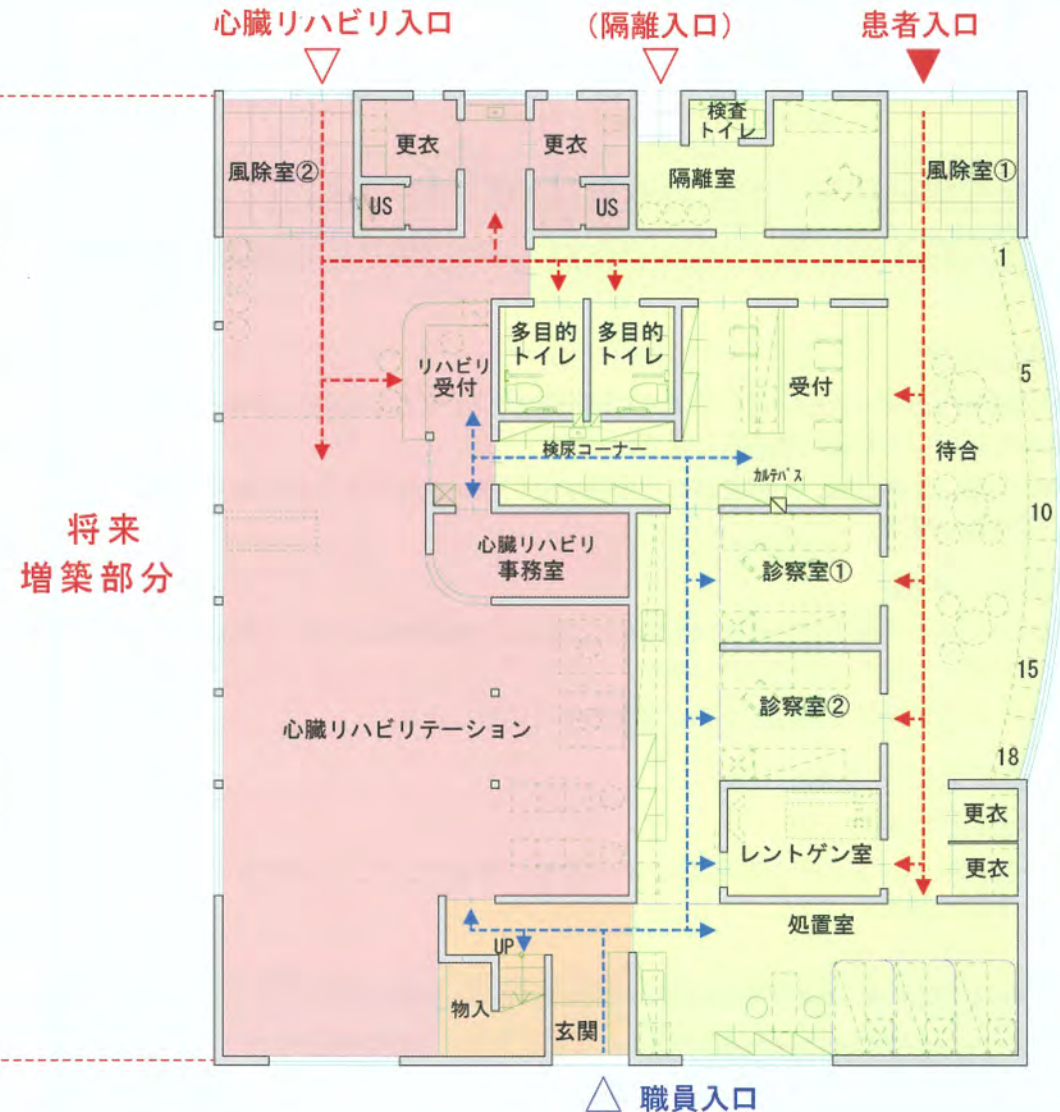 心臓リハビリ入口
(隔離入口)
患者入口
風除室②
更衣
更衣
US
US
検査
トイレ
隔離室
風除室①
1
多目的
トイレ
多目的
トイレ
リハビリ
受付
受付
5
検尿コーナー
カルテパス
待合
10
将来
増築部分
心臓リハビリ
事務室
診察室①
15
心臓リハビリテーション
診察室②
18
レントゲン室
更衣
更衣
処置室
UP
物入
玄関
職員入口